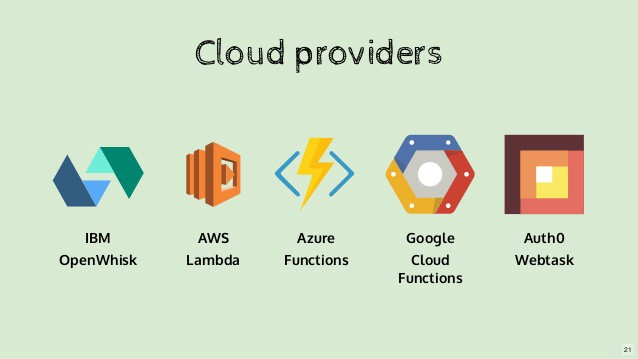 Cloud providers
IBM
OpenWhisk
AWS
Lambda
Azure
Functions
Google
Cloud
Functions
Auth0
Webtask
21